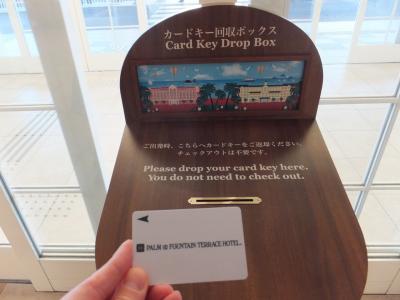 カードキー回収ボックス
Card Key Drop Box
ご出発時、こちらへカードキーをご返却ください。
チェックアウトは不要です。
Please drop your card key here.
You do not need to check out.
PALM & FOUNTAIN TERRACE HOTEL